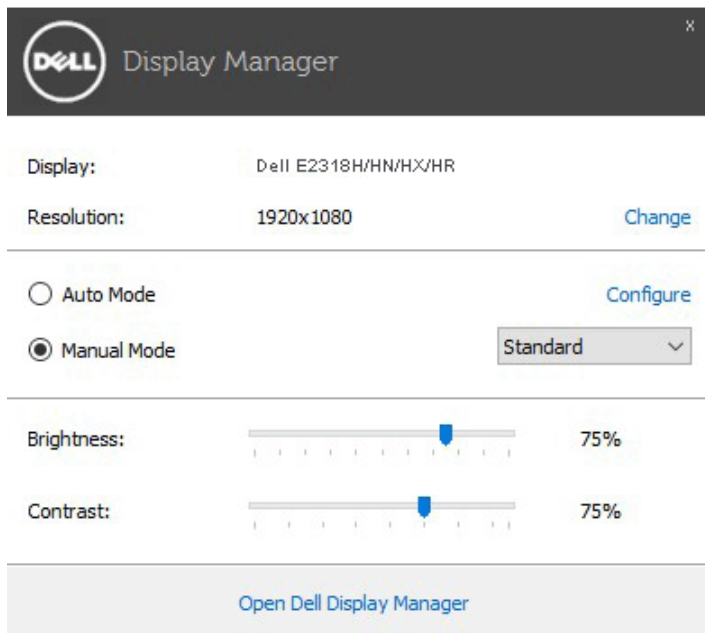 DELL Display Manager x
Display: Dell E2318H/HN/HX/HR
Resolution: 1920x1080 Change
Auto Mode Configure
Manual Mode Standard
Brightness: 75%
Contrast: 75%
Open Dell Display Manager